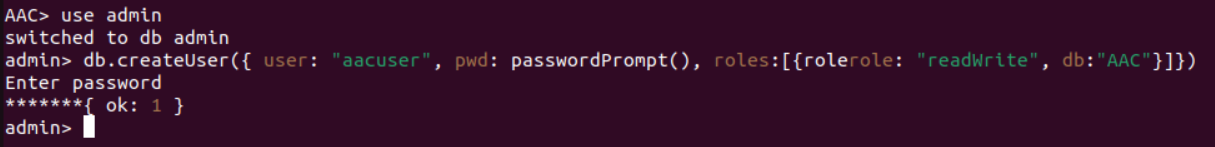 AAC> use admin
switched to db admin
admin> db.createUser({ user: "aacuser", pwd: passwordPrompt(), roles:[{rolerole: "readWrite", db:"AAC"}]})
Enter password
*******{ ok: 1 }
admin>